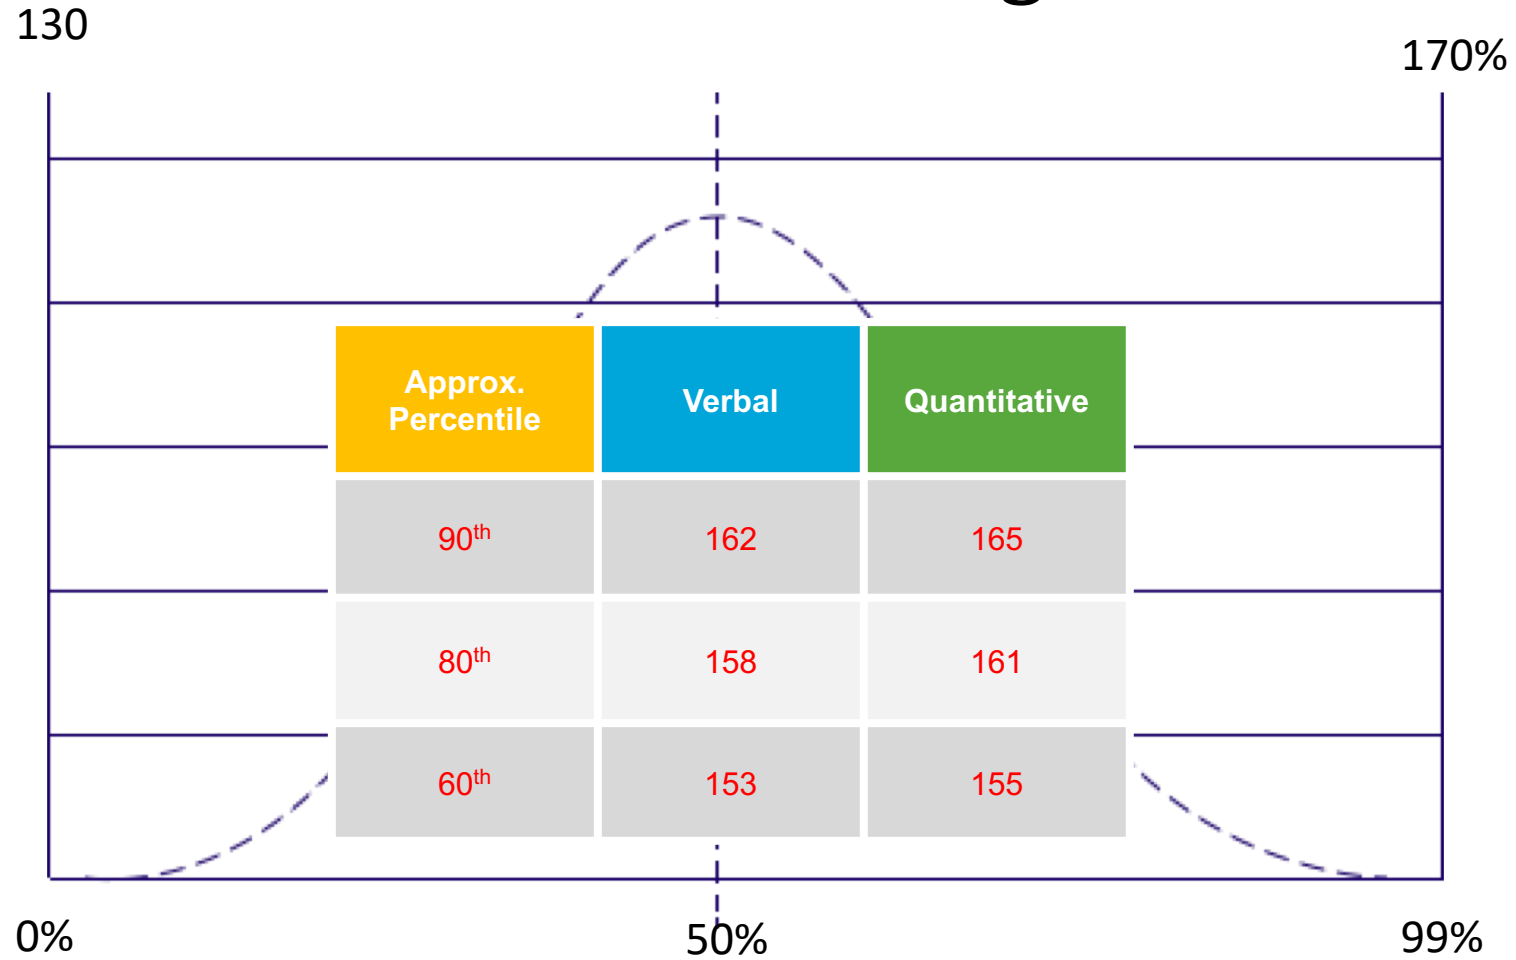 130
170%
Approx.
Percentile
Verbal
Quantitative
90th
162
165
80th
158
161
60th
153
155
0%
50%
99%